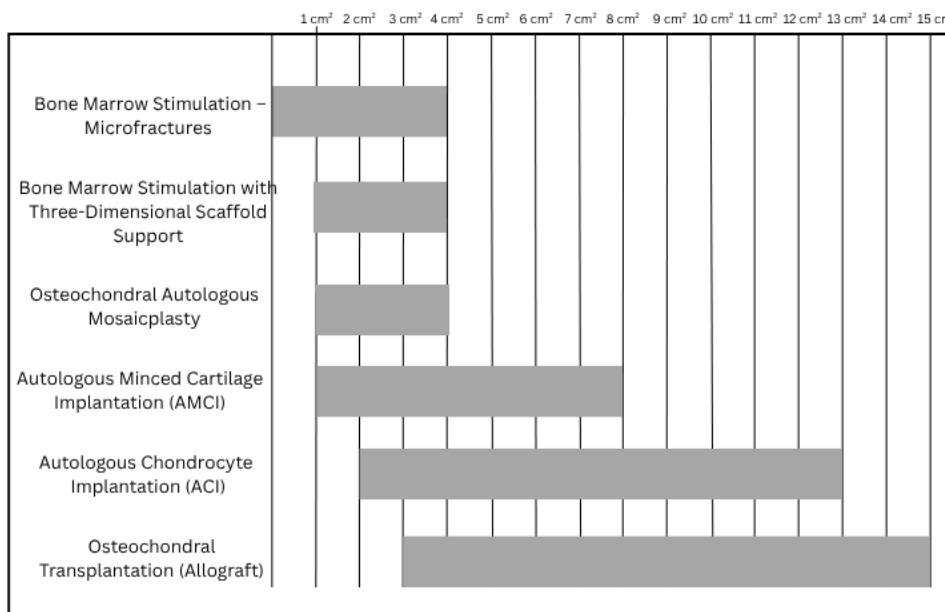 1 cm² 2 cm² 3 cm² 4 cm² 5 cm² 6 cm² 7 cm² 8 cm² 9 cm² 10 cm² 11 cm² 12 cm² 13 cm² 14 cm² 15 c
Bone Marrow Stimulation –
Microfractures
Bone Marrow Stimulation with
Three-Dimensional Scaffold
Support
Osteochondral Autologous
Mosaicplasty
Autologous Minced Cartilage
Implantation (AMCI)
Autologous Chondrocyte
Implantation (ACI)
Osteochondral
Transplantation (Allograft)